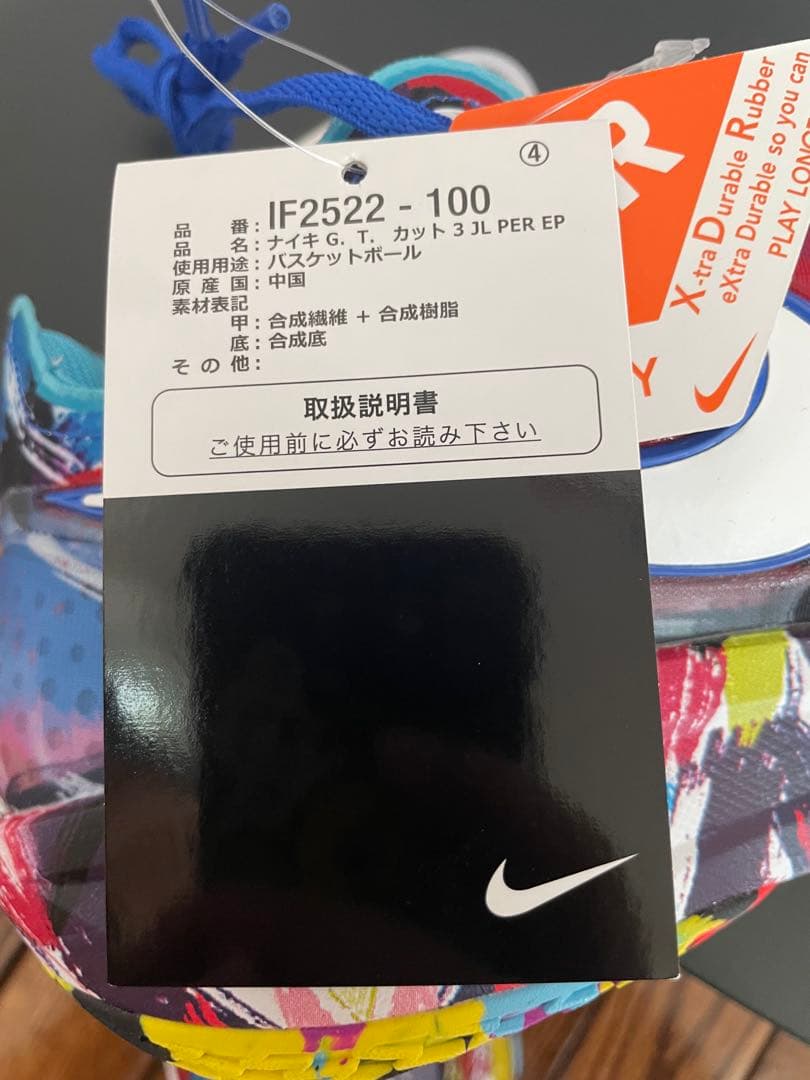 ④
品 番：IF2522 - 100
品 名：ナイキ G. T. カット 3 JL PER EP
使用用途：バスケットボール
原 産 国：中国
素材表記
甲：合成繊維 + 合成樹脂
底：合成底
そ の 他：
取扱説明書
ご使用前に必ずお読み下さい
X-tra Durable Rubber
eXtra Durable so you can
PLAY